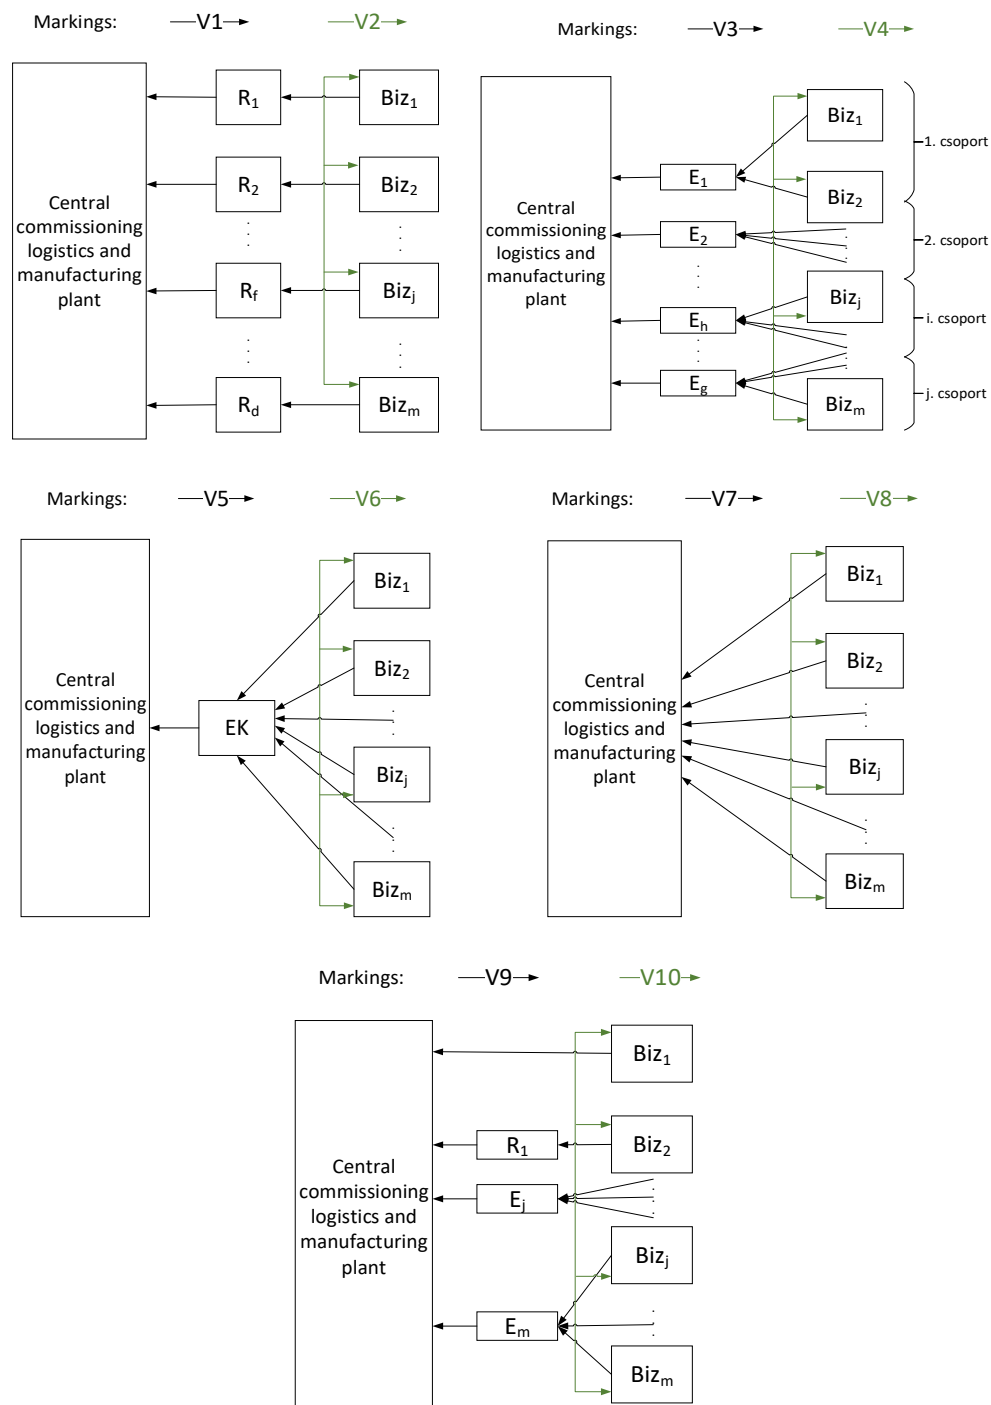 Markings: V1 V2
Central
commissioning
logistics and
manufacturing
plant
R1 Biz1
R2 Biz2
Rf Bizj
Rd Bizm
Markings: V3 V4
Central
commissioning
logistics and
manufacturing
plant
E1
E2
Eh
Eg
Biz1
Biz2
Bizj
Bizm
1. csoport
2. csoport
i. csoport
j. csoport
Markings: V5 V6
Central
commissioning
logistics and
manufacturing
plant
EK
Biz1
Biz2
Bizj
Bizm
Markings: V7 V8
Central
commissioning
logistics and
manufacturing
plant
Biz1
Biz2
Bizj
Bizm
Markings: V9 V10
Central
commissioning
logistics and
manufacturing
plant
R1
Ej
Em
Biz1
Biz2
Bizj
Bizm